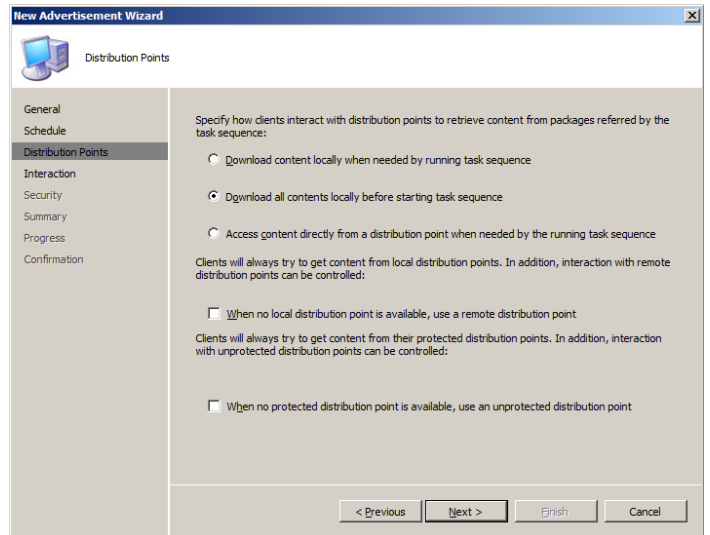 New Advertisement Wizard
Distribution Points
General
Schedule
Distribution Points
Interaction
Security
Summary
Progress
Confirmation
Specify how clients interact with distribution points to retrieve content from packages referred by the
task sequence:
Download content locally when needed by running task sequence
Download all contents locally before starting task sequence
Access content directly from a distribution point when needed by the running task sequence
Clients will always try to get content from local distribution points. In addition, interaction with remote
distribution points can be controlled:
When no local distribution point is available, use a remote distribution point
Clients will always try to get content from their protected distribution points. In addition, interaction
with unprotected distribution points can be controlled:
When no protected distribution point is available, use an unprotected distribution point
< Previous
Next >
Finish
Cancel